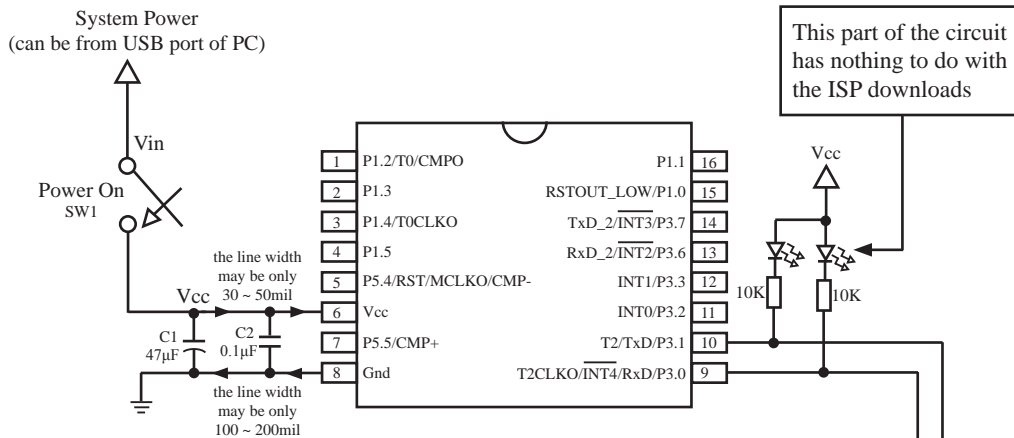 System Power
(can be from USB port of PC)
Vin
Power On
SW1
Vcc
the line width
may be only
30 ~ 50mil
C1
47μF
C2
0.1μF
the line width
may be only
100 ~ 200mil
1 P1.2/T0/CMPO
2 P1.3
3 P1.4/T0CLKO
4 P1.5
5 P5.4/RST/MCLKO/CMP-
6 Vcc
7 P5.5/CMP+
8 Gnd
P1.1 16
RSTOUT_LOW/P1.0 15
TxD_2/INT3/P3.7 14
RxD_2/INT2/P3.6 13
INT1/P3.3 12
INT0/P3.2 11
T2/TxD/P3.1 10
T2CLKO/INT4/RxD/P3.0 9
This part of the circuit
has nothing to do with
the ISP downloads
Vcc
10K
10K